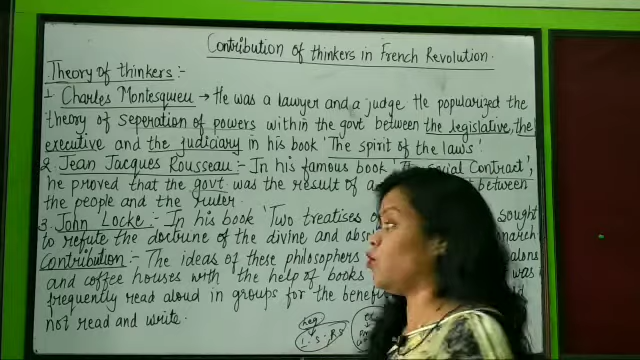 Contribution of thinkers in French Revolution.
Theory of thinkers :-
1. Charles Montesquieu → He was a lawyer and a judge. He popularized the
theory of seperation of powers within the govt between the legislative, the
executive and the judiciary in his book 'The spirit of the laws'.
2. Jean Jacques Rousseau :- In his famous book 'The social Contract',
he proved that the govt was the result of a between
the people and the ruler.
3. John Locke :- In his book 'Two treatises sought
to refute the doctrine of the divine and
Contribution :- The ideas of these philosophers
and coffee houses with the help of books was
frequently read aloud in groups for the
not read and write.